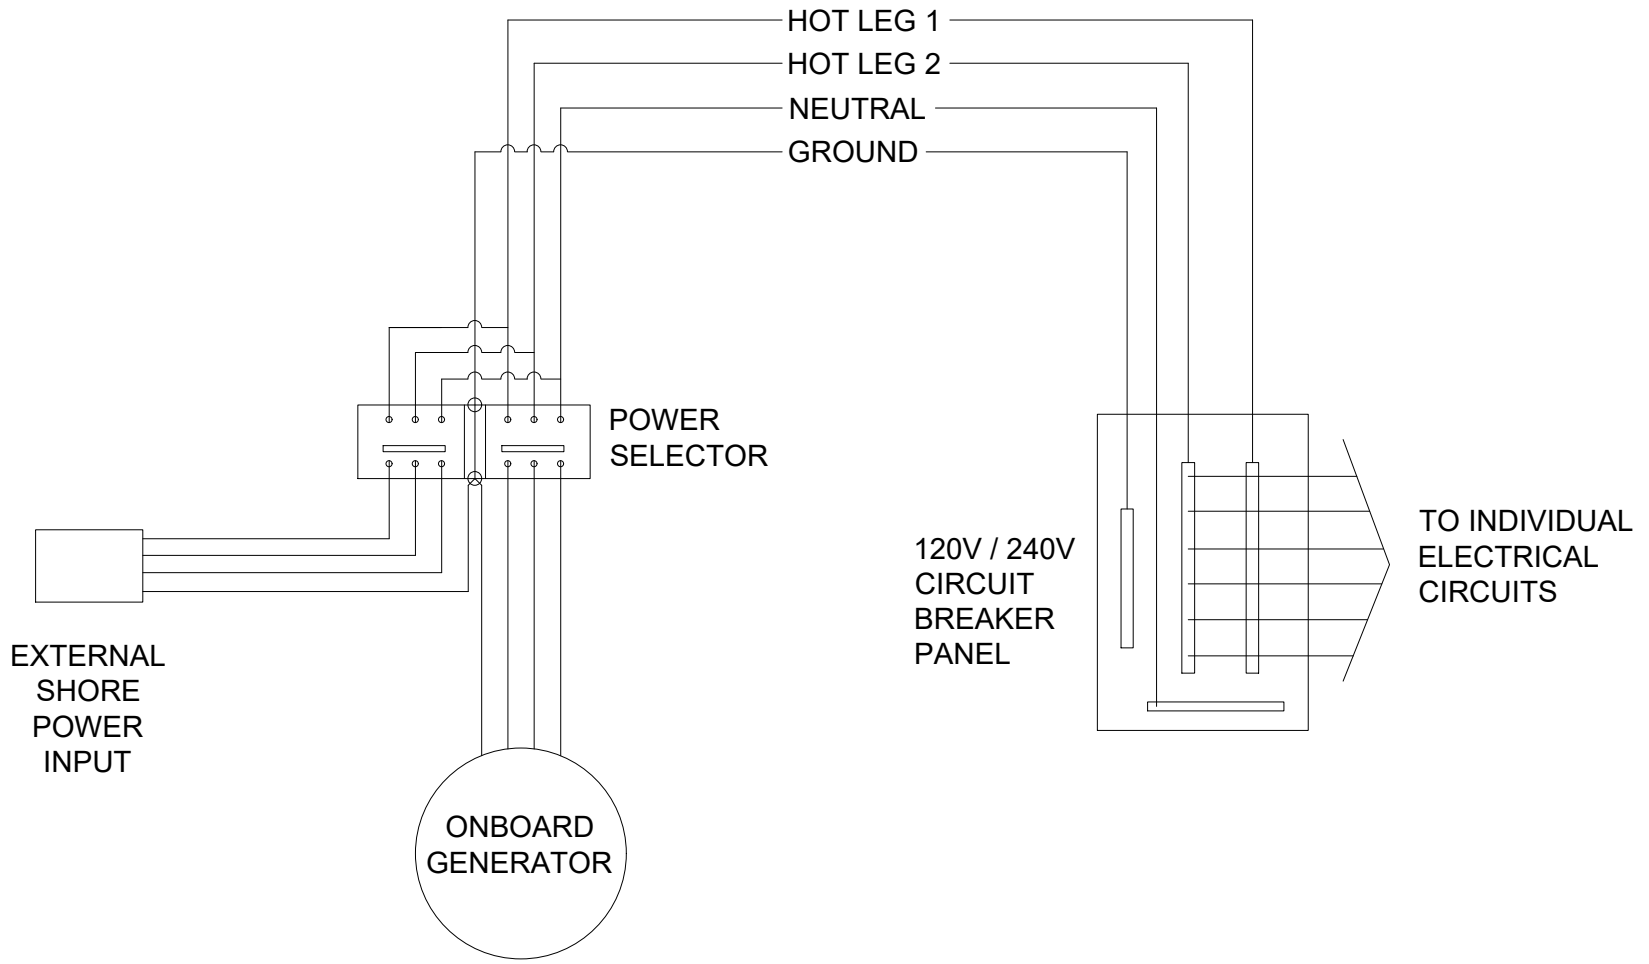 HOT LEG 1
HOT LEG 2
NEUTRAL
GROUND
POWER
SELECTOR
120V / 240V
CIRCUIT
BREAKER
PANEL
TO INDIVIDUAL
ELECTRICAL
CIRCUITS
EXTERNAL
SHORE
POWER
INPUT
ONBOARD
GENERATOR